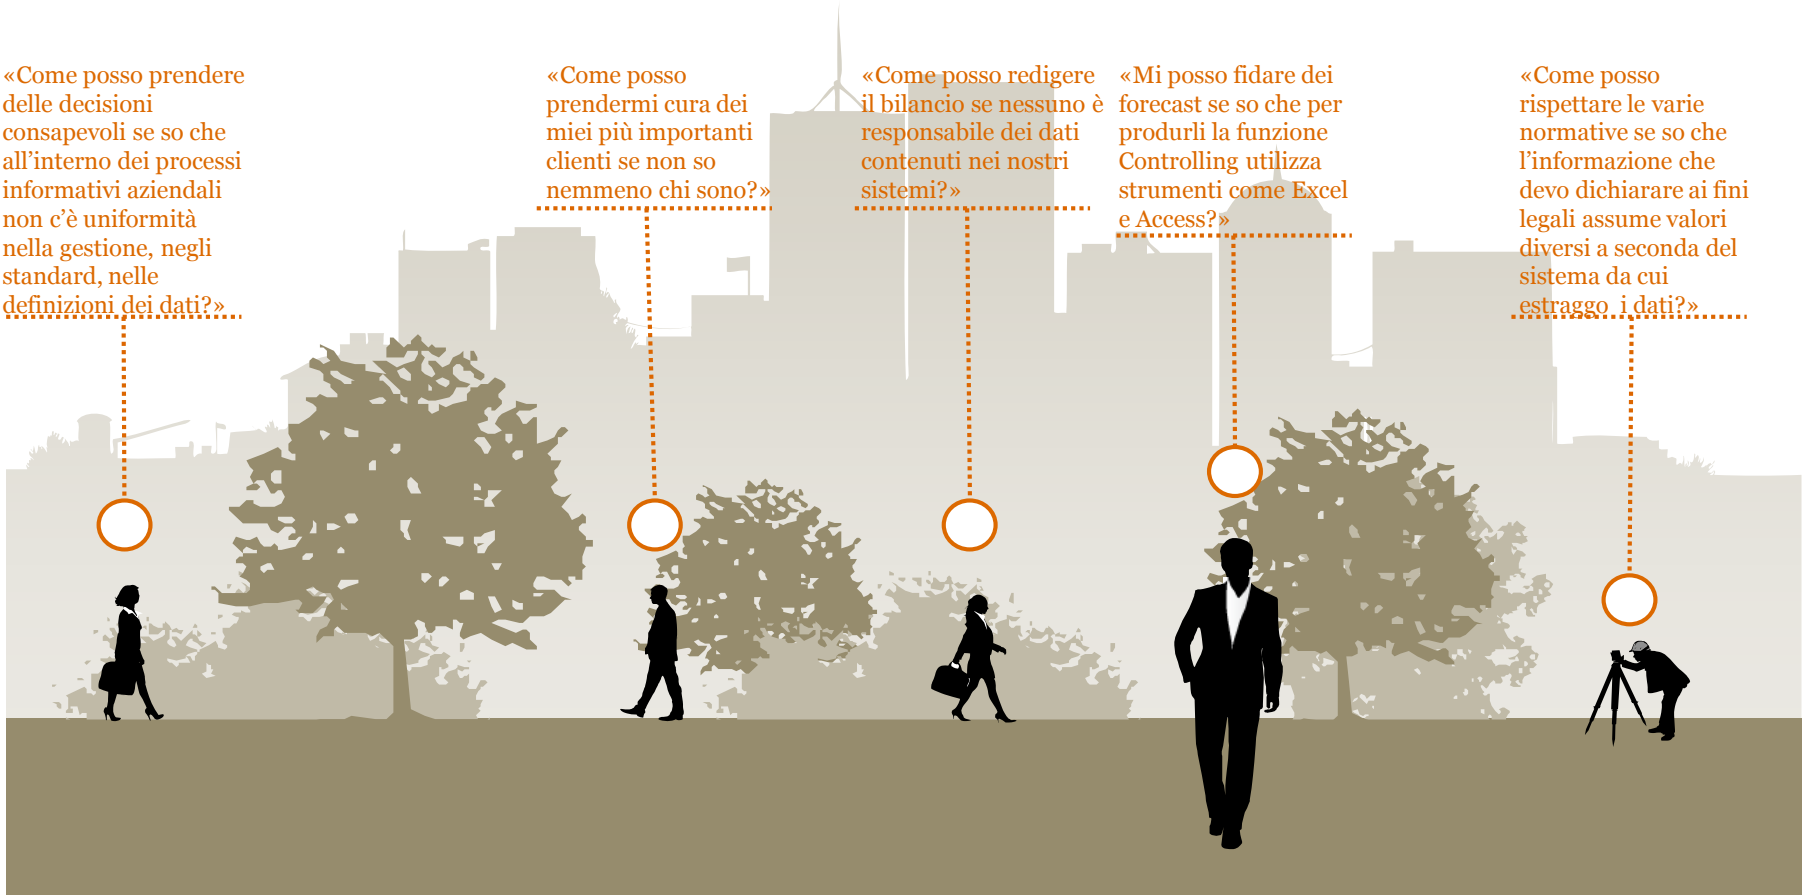 «Come posso prendere
delle decisioni
consapevoli se so che
all’interno dei processi
informativi aziendali
non c’è uniformità
nella gestione, negli
standard, nelle
definizioni dei dati?»
«Come posso
prendermi cura dei
miei più importanti
clienti se non so
nemmeno chi sono?»
«Come posso redigere
il bilancio se nessuno è
responsabile dei dati
contenuti nei nostri
sistemi?»
«Mi posso fidare dei
forecast se so che per
produrli la funzione
Controlling utilizza
strumenti come Excel
e Access?»
«Come posso
rispettare le varie
normative se so che
l’informazione che
devo dichiarare ai fini
legali assume valori
diversi a seconda del
sistema da cui
estraggo  i dati?»